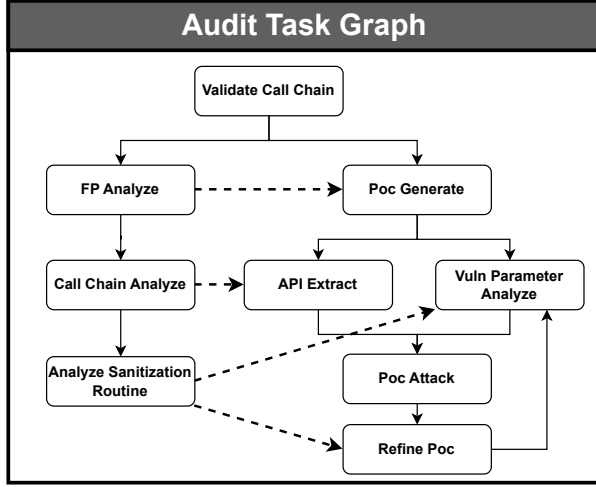 Audit Task Graph
Validate Call Chain
FP Analyze
Poc Generate
Call Chain Analyze
API Extract
Vuln Parameter
Analyze
Analyze Sanitization
Routine
Poc Attack
Refine Poc